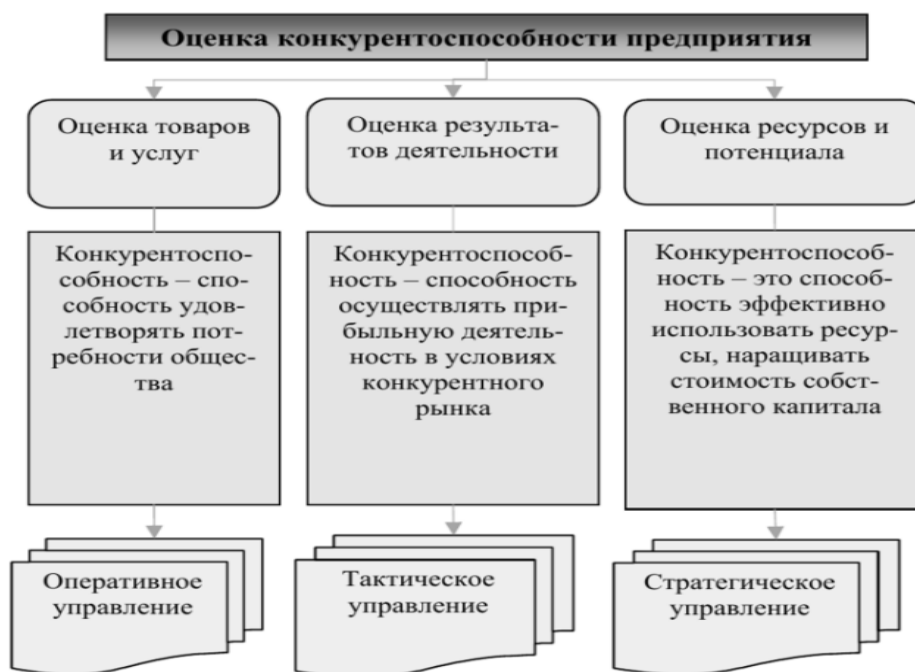 Оценка конкурентоспособности предприятия
Оценка товаров
и услуг
Оценка результа-
тов деятельности
Оценка ресурсов и
потенциала
Конкурентоспо-
собность – спо-
собность удов-
летворять пот-
ребности общес-
тва
Конкурентоспособ-
ность – способность
осуществлять при-
быльную деятель-
ность в условиях
конкурентного
рынка
Конкурентоспособ-
ность – это способ-
ность эффективно
использовать ресур-
сы, наращивать
стоимость собст-
венного капитала
Оперативное
управление
Тактическое
управление
Стратегическое
управление